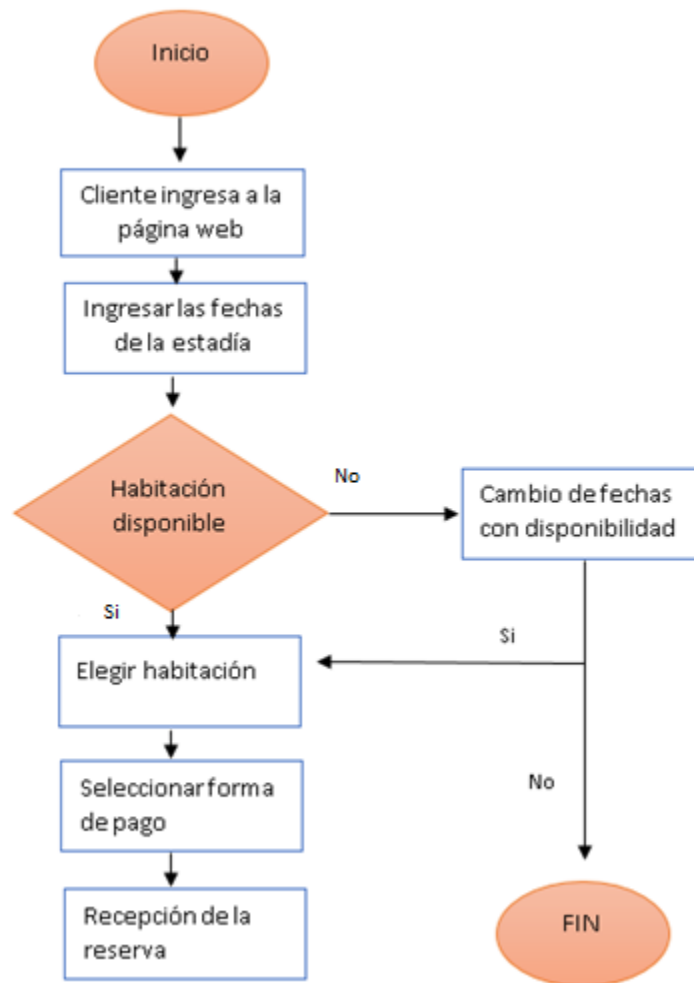 Inicio
Cliente ingresa a la
página web
Ingresar las fechas
de la estadía
Habitación
disponible
No
Cambio de fechas
con disponibilidad
Si
Si
Elegir habitación
Seleccionar forma
de pago
No
Recepción de la
reserva
FIN